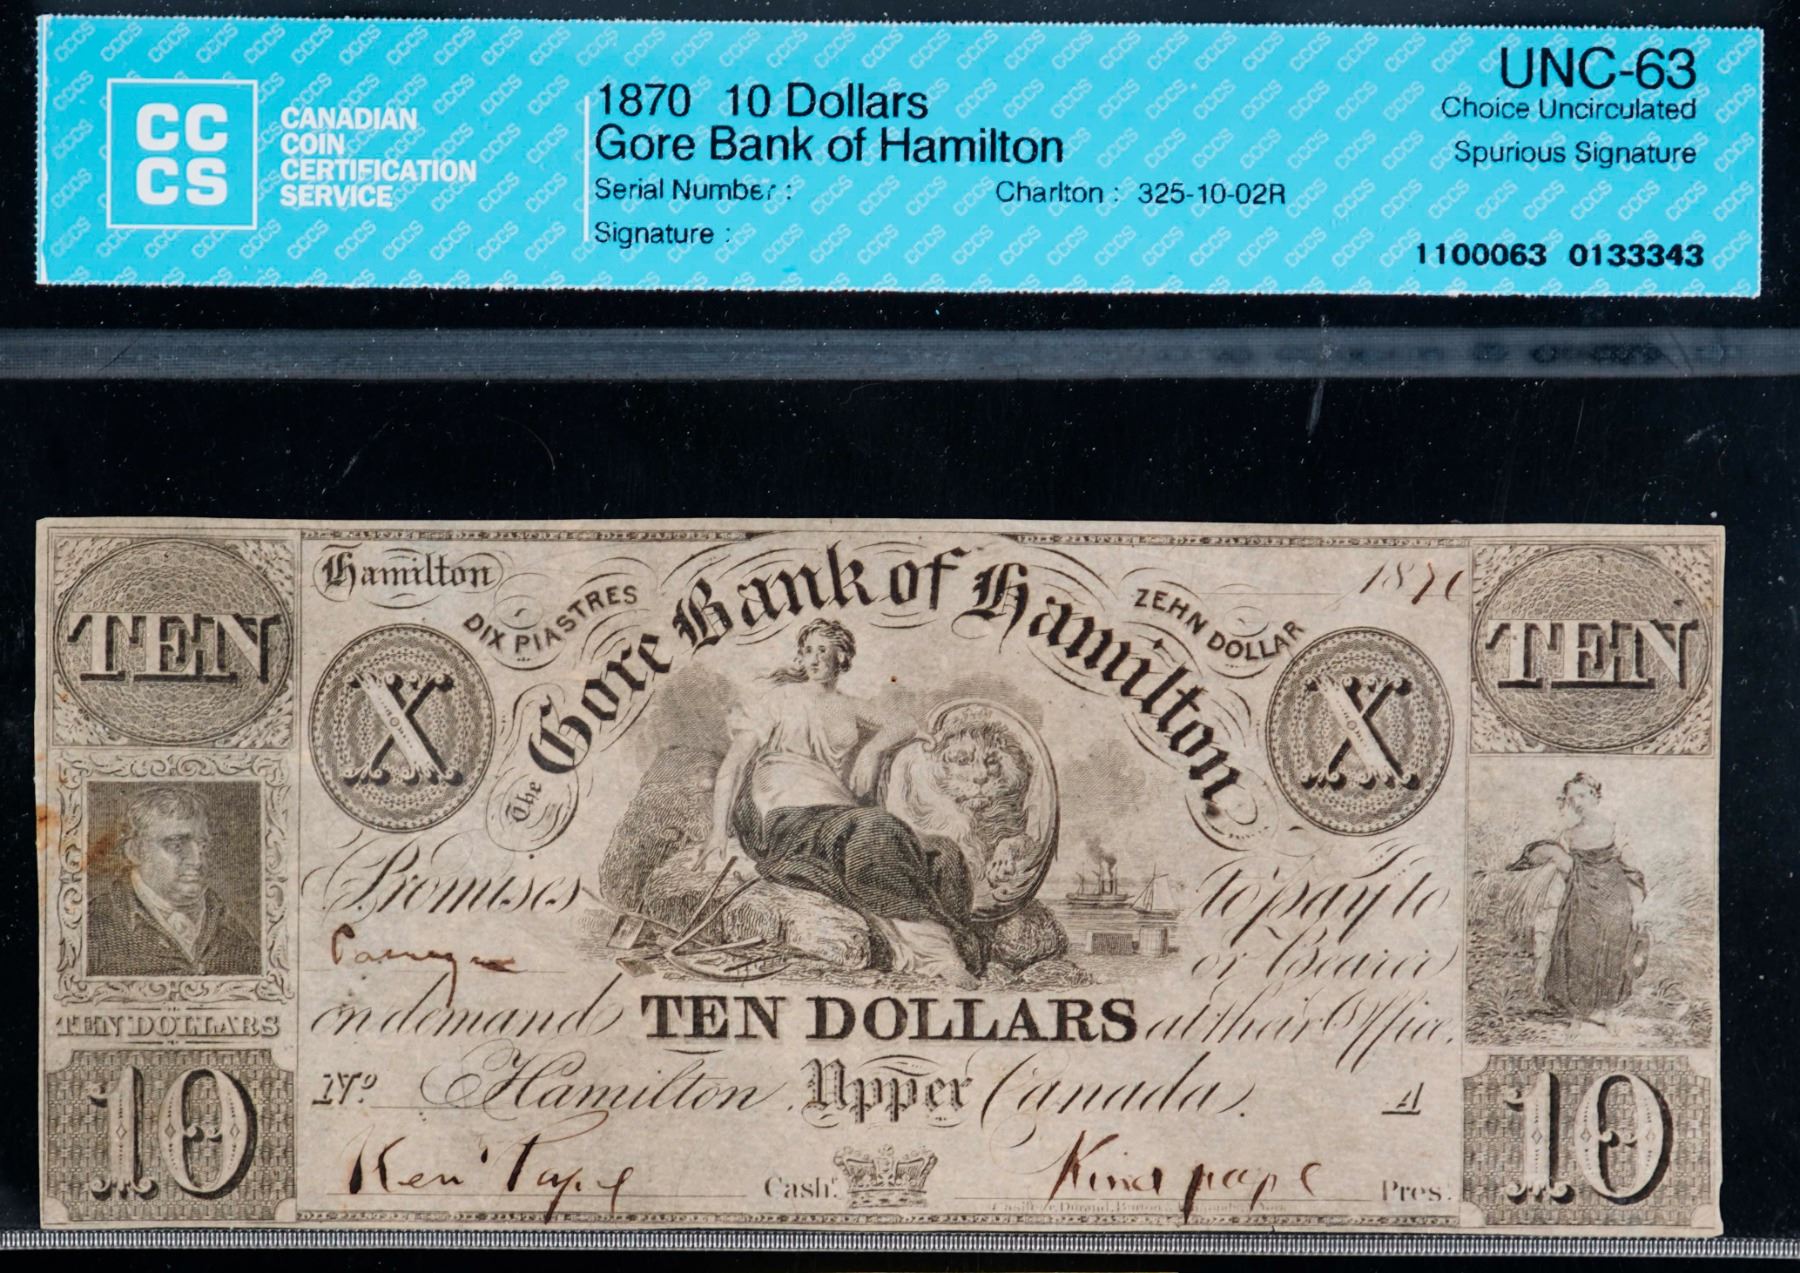 CC
CS
CANADIAN
COIN
CERTIFICATION
SERVICE
1870 10 Dollars
Gore Bank of Hamilton
Serial Number :
Charlton : 325-10-02R
Signature :
UNC-63
Choice Uncirculated
Spurious Signature
1100063 0133343
Hamilton
TEN
DIX PIASTRES
The Gore Bank of Hamilton
ZEHN DOLLAR
TEN
X
X
Promises to pay to
or Bearer
on demand TEN DOLLARS at their Office.
TEN DOLLARS
No Hamilton Upper Canada. A
10
10
Cashr.
Pres.